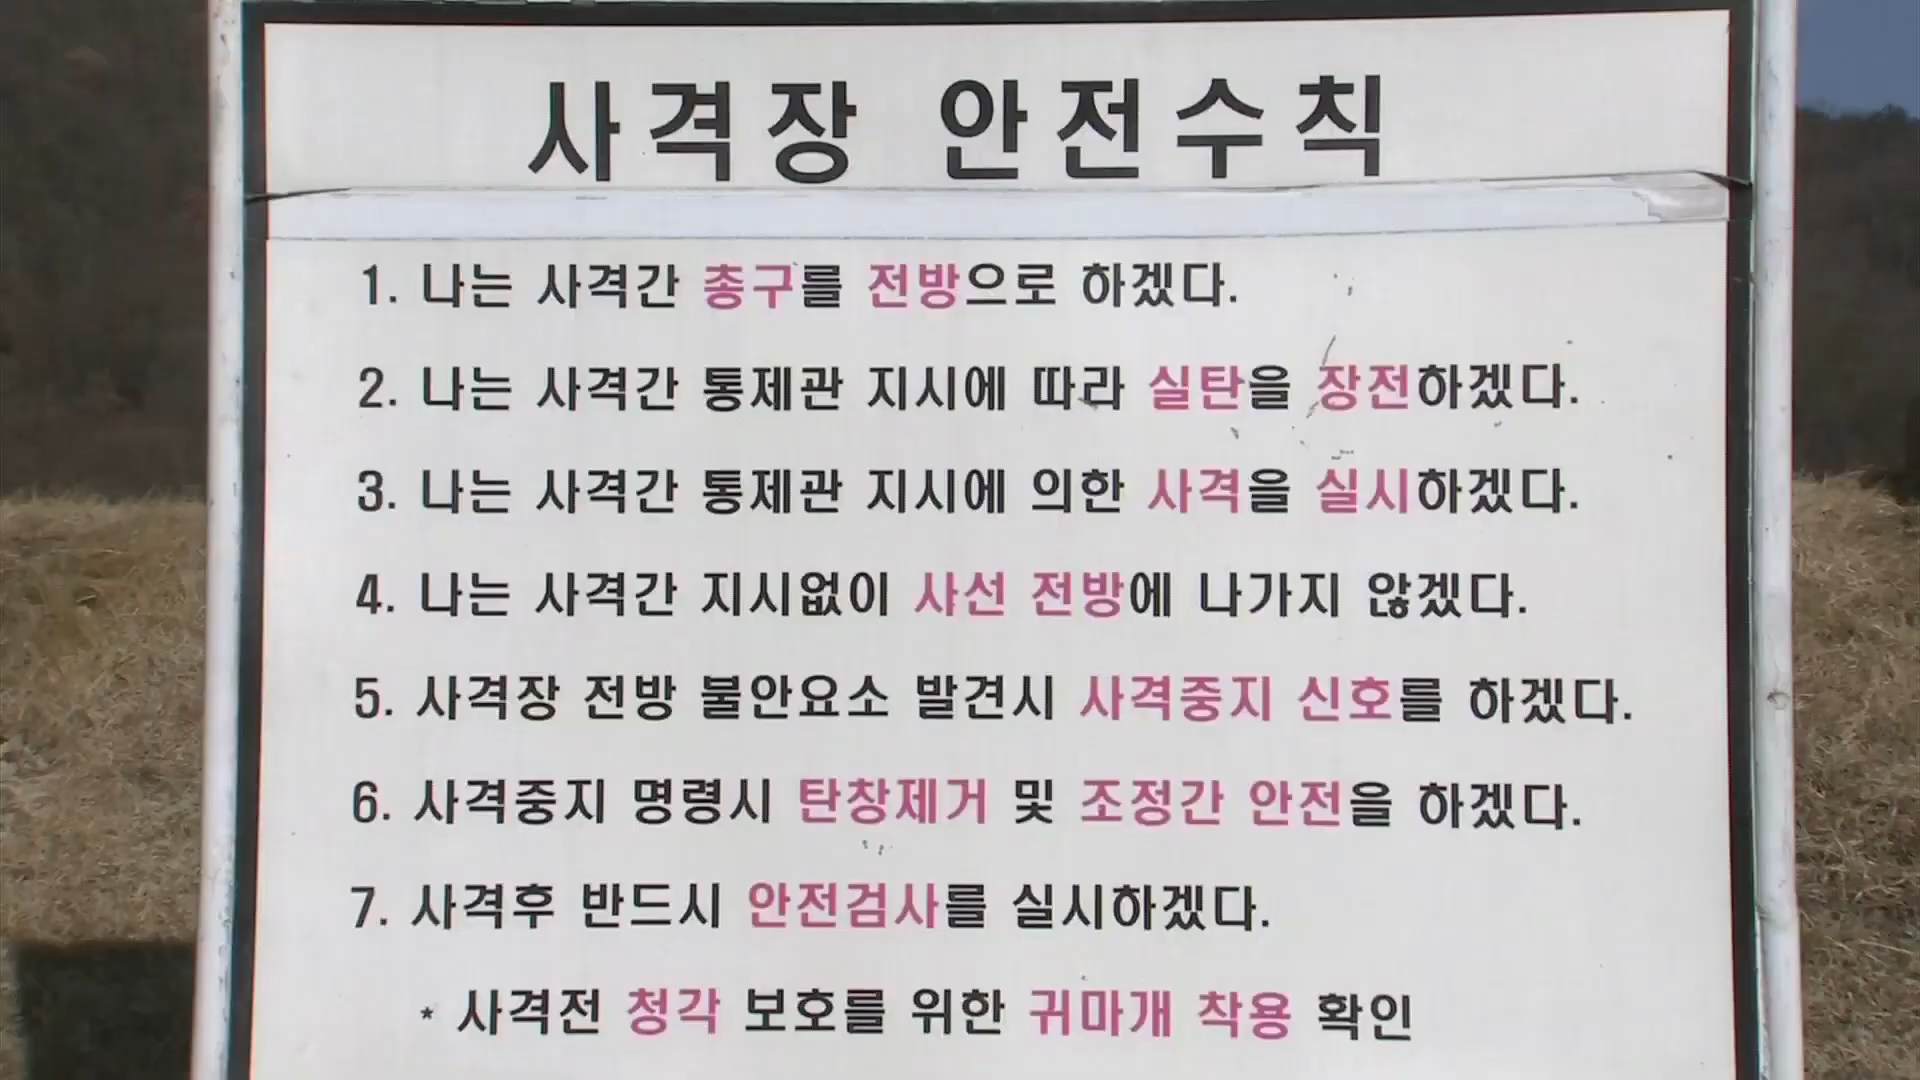 사격장 안전수칙
1. 나는 사격간 총구를 전방으로 하겠다.
2. 나는 사격간 통제관 지시에 따라 실탄을 장전하겠다.
3. 나는 사격간 통제관 지시에 의한 사격을 실시하겠다.
4. 나는 사격간 지시없이 사선 전방에 나가지 않겠다.
5. 사격장 전방 불안요소 발견시 사격중지 신호를 하겠다.
6. 사격중지 명령시 탄창제거 및 조정간 안전을 하겠다.
7. 사격후 반드시 안전검사를 실시하겠다.
* 사격전 청각 보호를 위한 귀마개 착용 확인